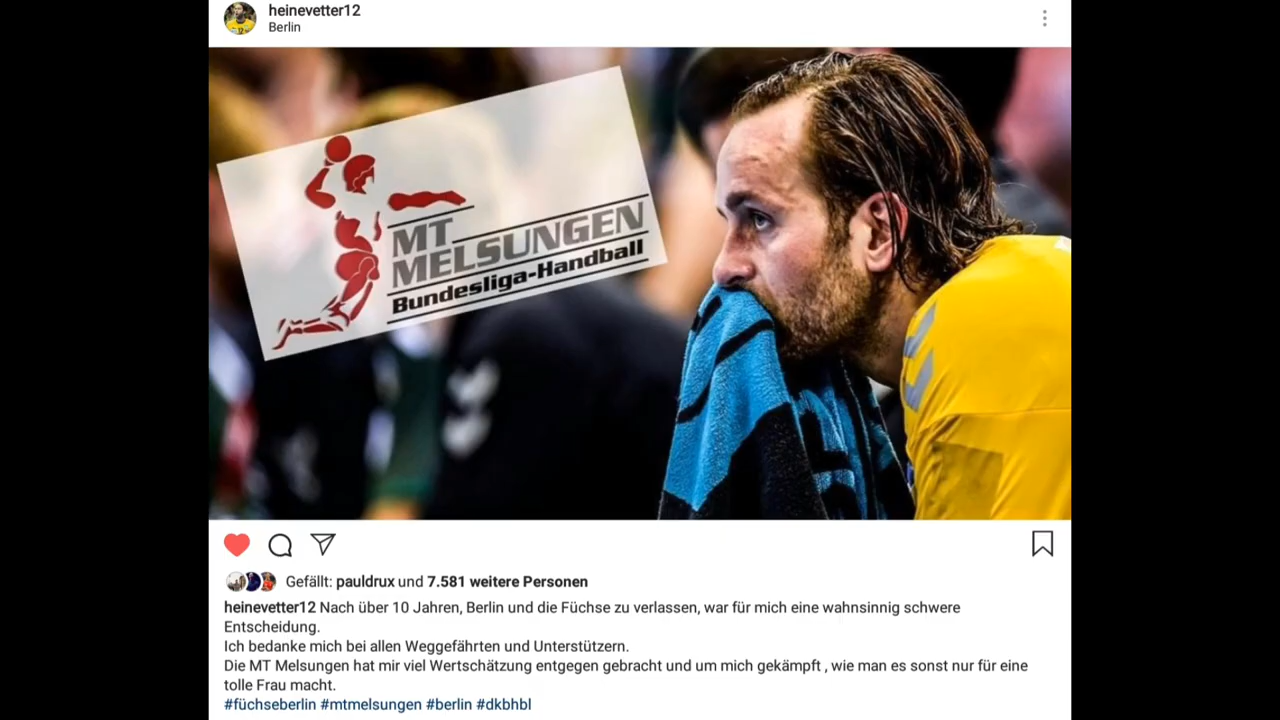 heinevetter12
Berlin
MT
MELSUNGEN
Bundesliga-Handball
Gefällt: pauldrux und 7.581 weitere Personen
heinevetter12 Nach über 10 Jahren, Berlin und die Füchse zu verlassen, war für mich eine wahnsinnig schwere
Entscheidung.
Ich bedanke mich bei allen Weggefährten und Unterstützern.
Die MT Melsungen hat mir viel Wertschätzung entgegen gebracht und um mich gekämpft , wie man es sonst nur für eine
tolle Frau macht.
#füchseberlin #mtmelsungen #berlin #dkbhbl